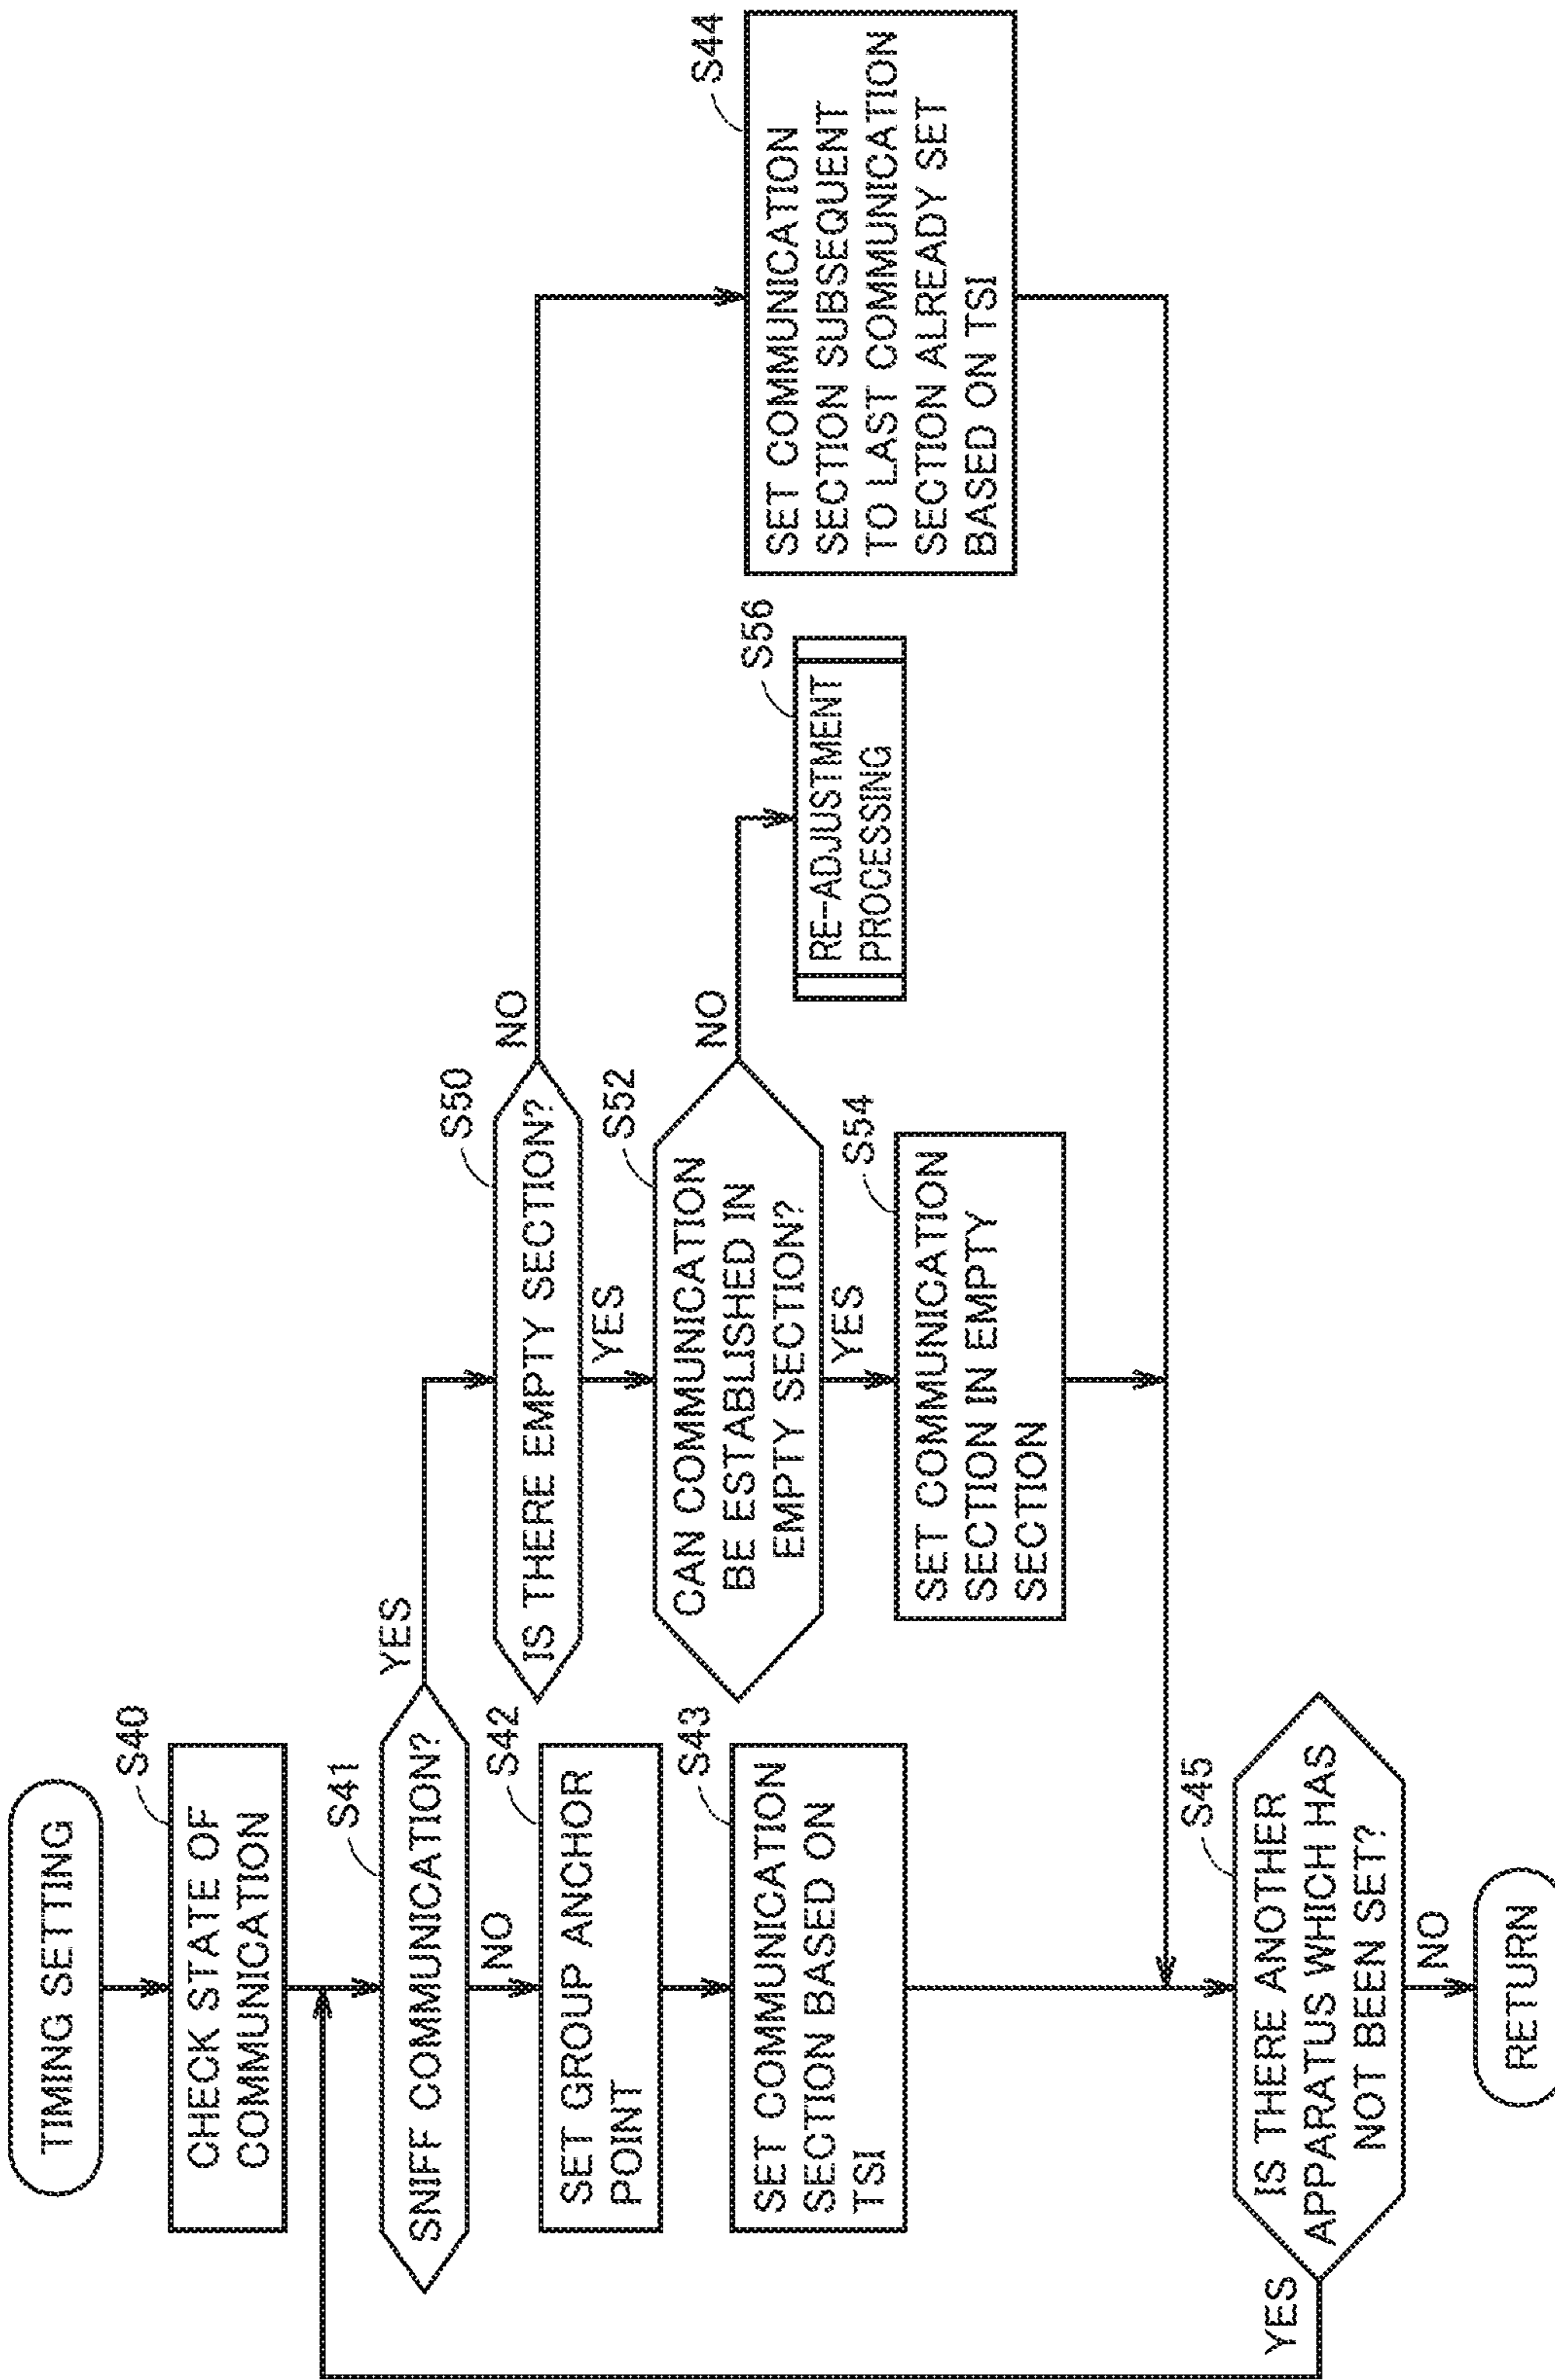 TIMING SETTING
S40
CHECK STATE OF
COMMUNICATION
S41
SNIFF COMMUNICATION?
YES
NO
S42
SET GROUP ANCHOR
POINT
S43
SET COMMUNICATION
SECTION BASED ON
TSI
S50
IS THERE EMPTY SECTION?
NO
YES
S52
CAN COMMUNICATION
BE ESTABLISHED IN
EMPTY SECTION?
NO
YES
S54
SET COMMUNICATION
SECTION IN EMPTY
SECTION
S56
RE-ADJUSTMENT
PROCESSING
S44
SET COMMUNICATION
SECTION SUBSEQUENT
TO LAST COMMUNICATION
SECTION ALREADY SET
BASED ON TSI
S45
IS THERE ANOTHER
APPARATUS WHICH HAS
NOT BEEN SET?
YES
NO
RETURN